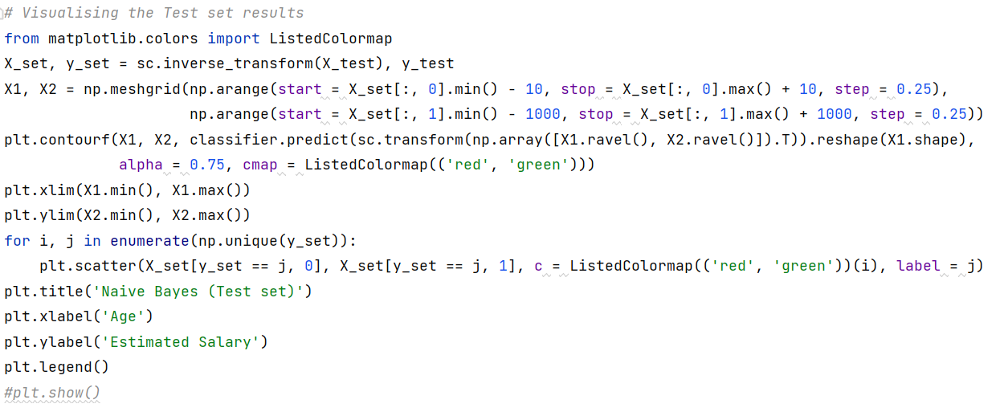 # Visualising the Test set results
from matplotlib.colors import ListedColormap
X_set, y_set = sc.inverse_transform(X_test), y_test
X1, X2 = np.meshgrid(np.arange(start = X_set[:, 0].min() - 10, stop = X_set[:, 0].max() + 10, step = 0.25),
                     np.arange(start = X_set[:, 1].min() - 1000, stop = X_set[:, 1].max() + 1000, step = 0.25))
plt.contourf(X1, X2, classifier.predict(sc.transform(np.array([X1.ravel(), X2.ravel()]).T)).reshape(X1.shape),
             alpha = 0.75, cmap = ListedColormap(('red', 'green')))
plt.xlim(X1.min(), X1.max())
plt.ylim(X2.min(), X2.max())
for i, j in enumerate(np.unique(y_set)):
    plt.scatter(X_set[y_set == j, 0], X_set[y_set == j, 1], c = ListedColormap(('red', 'green'))(i), label = j)
plt.title('Naive Bayes (Test set)')
plt.xlabel('Age')
plt.ylabel('Estimated Salary')
plt.legend()
#plt.show()